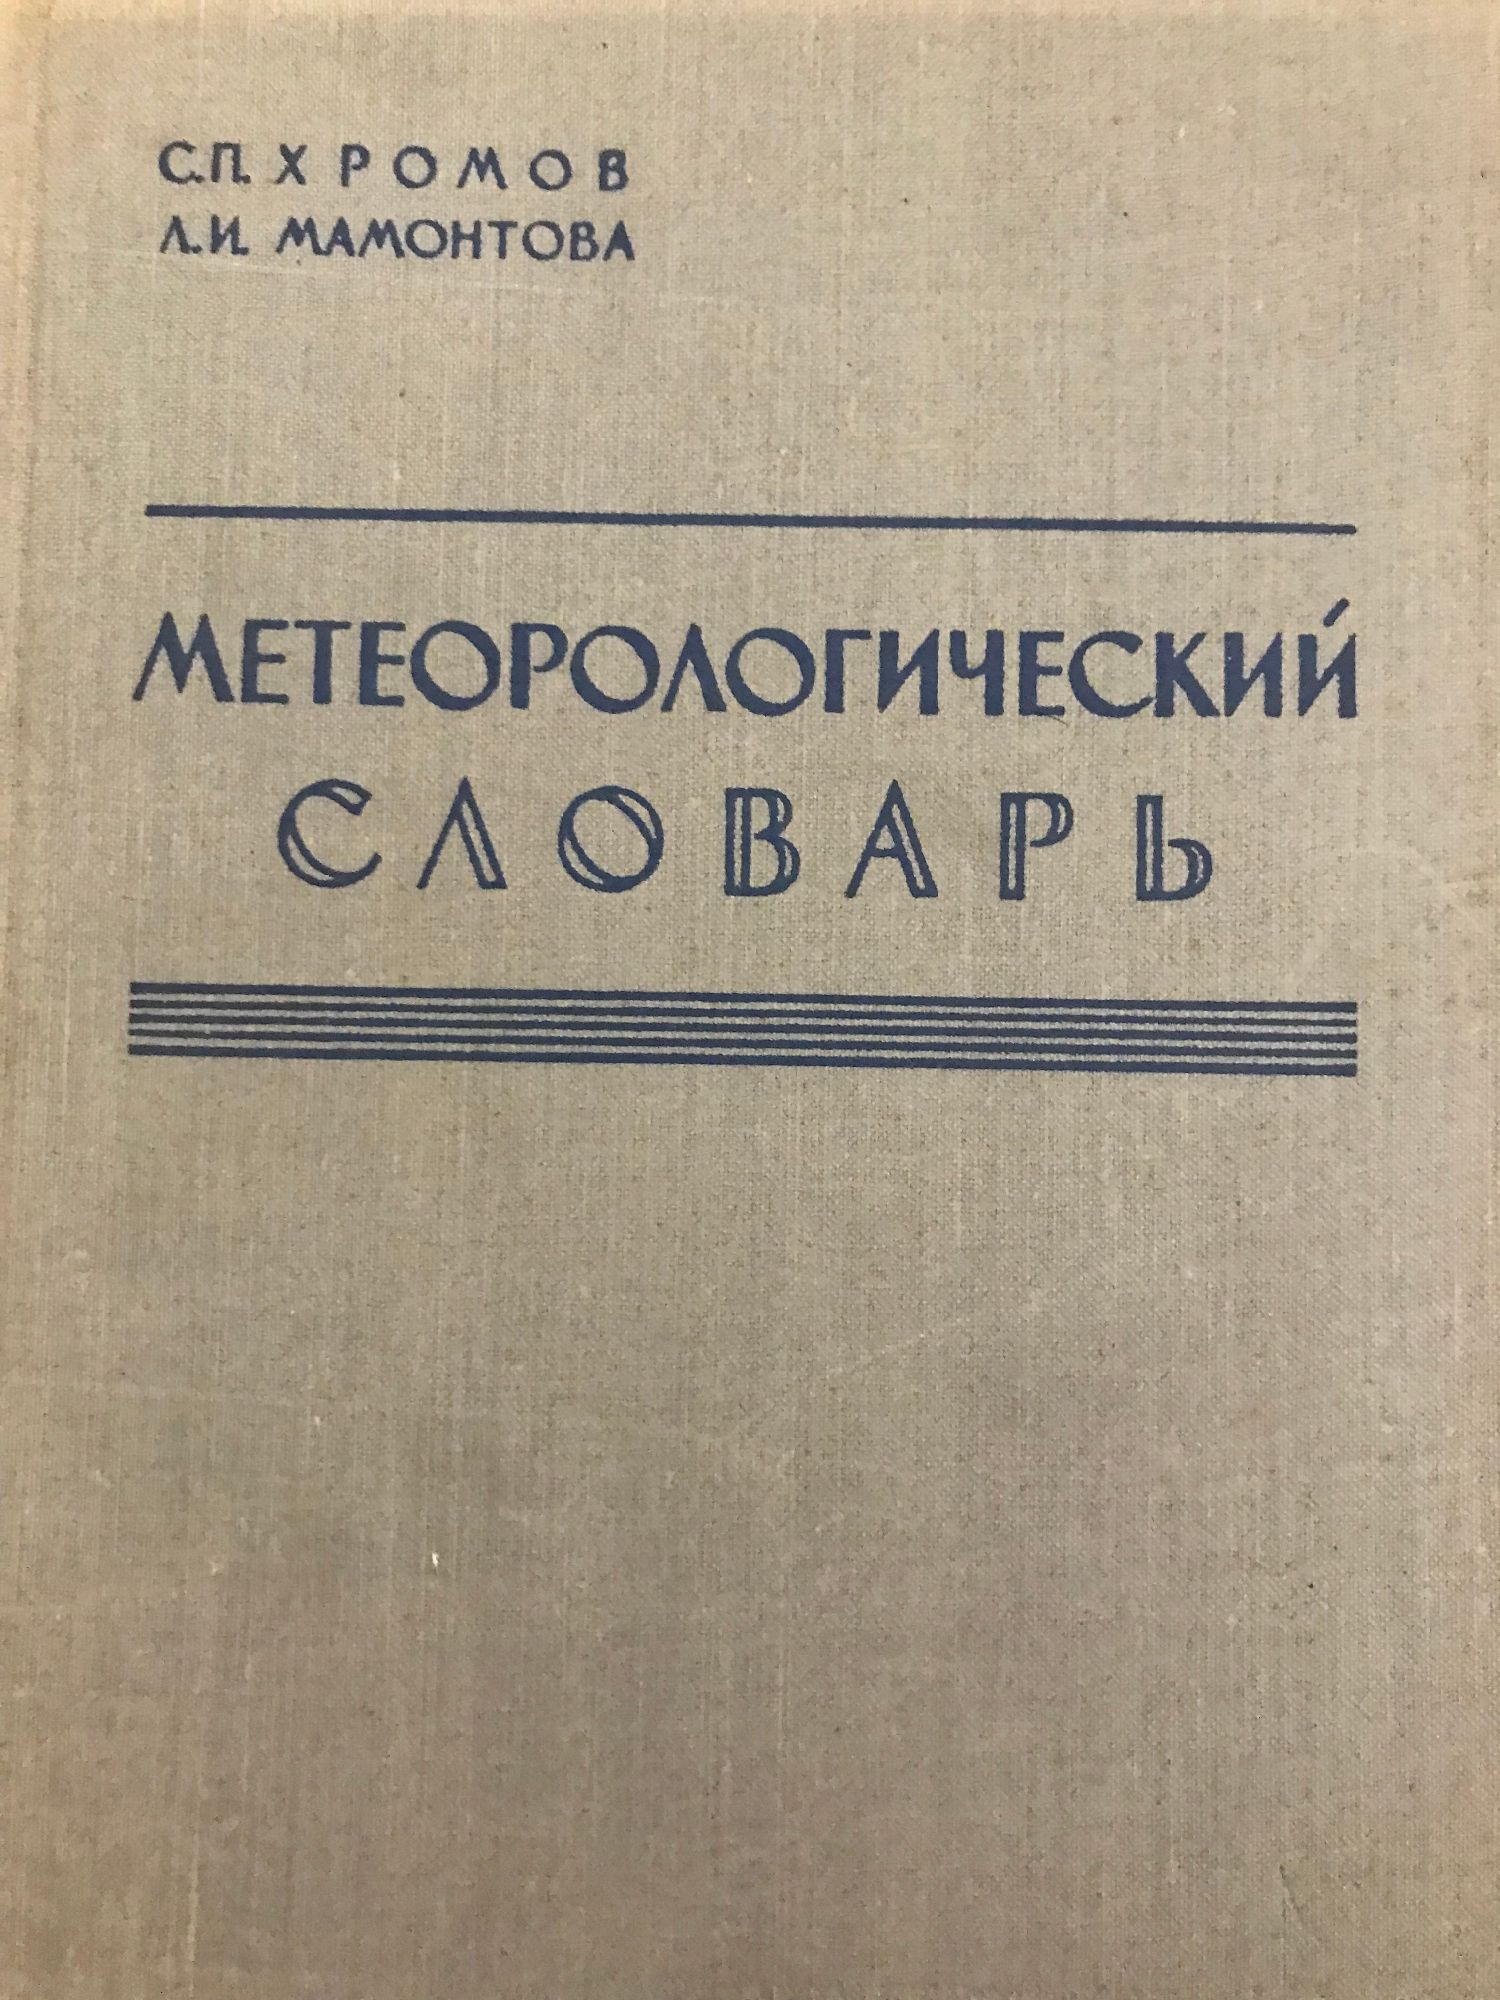 С.П. ХРОМОВ
Л.И. МАМОНТОВА
МЕТЕОРОЛОГИЧЕСКИЙ
СЛОВАРЬ